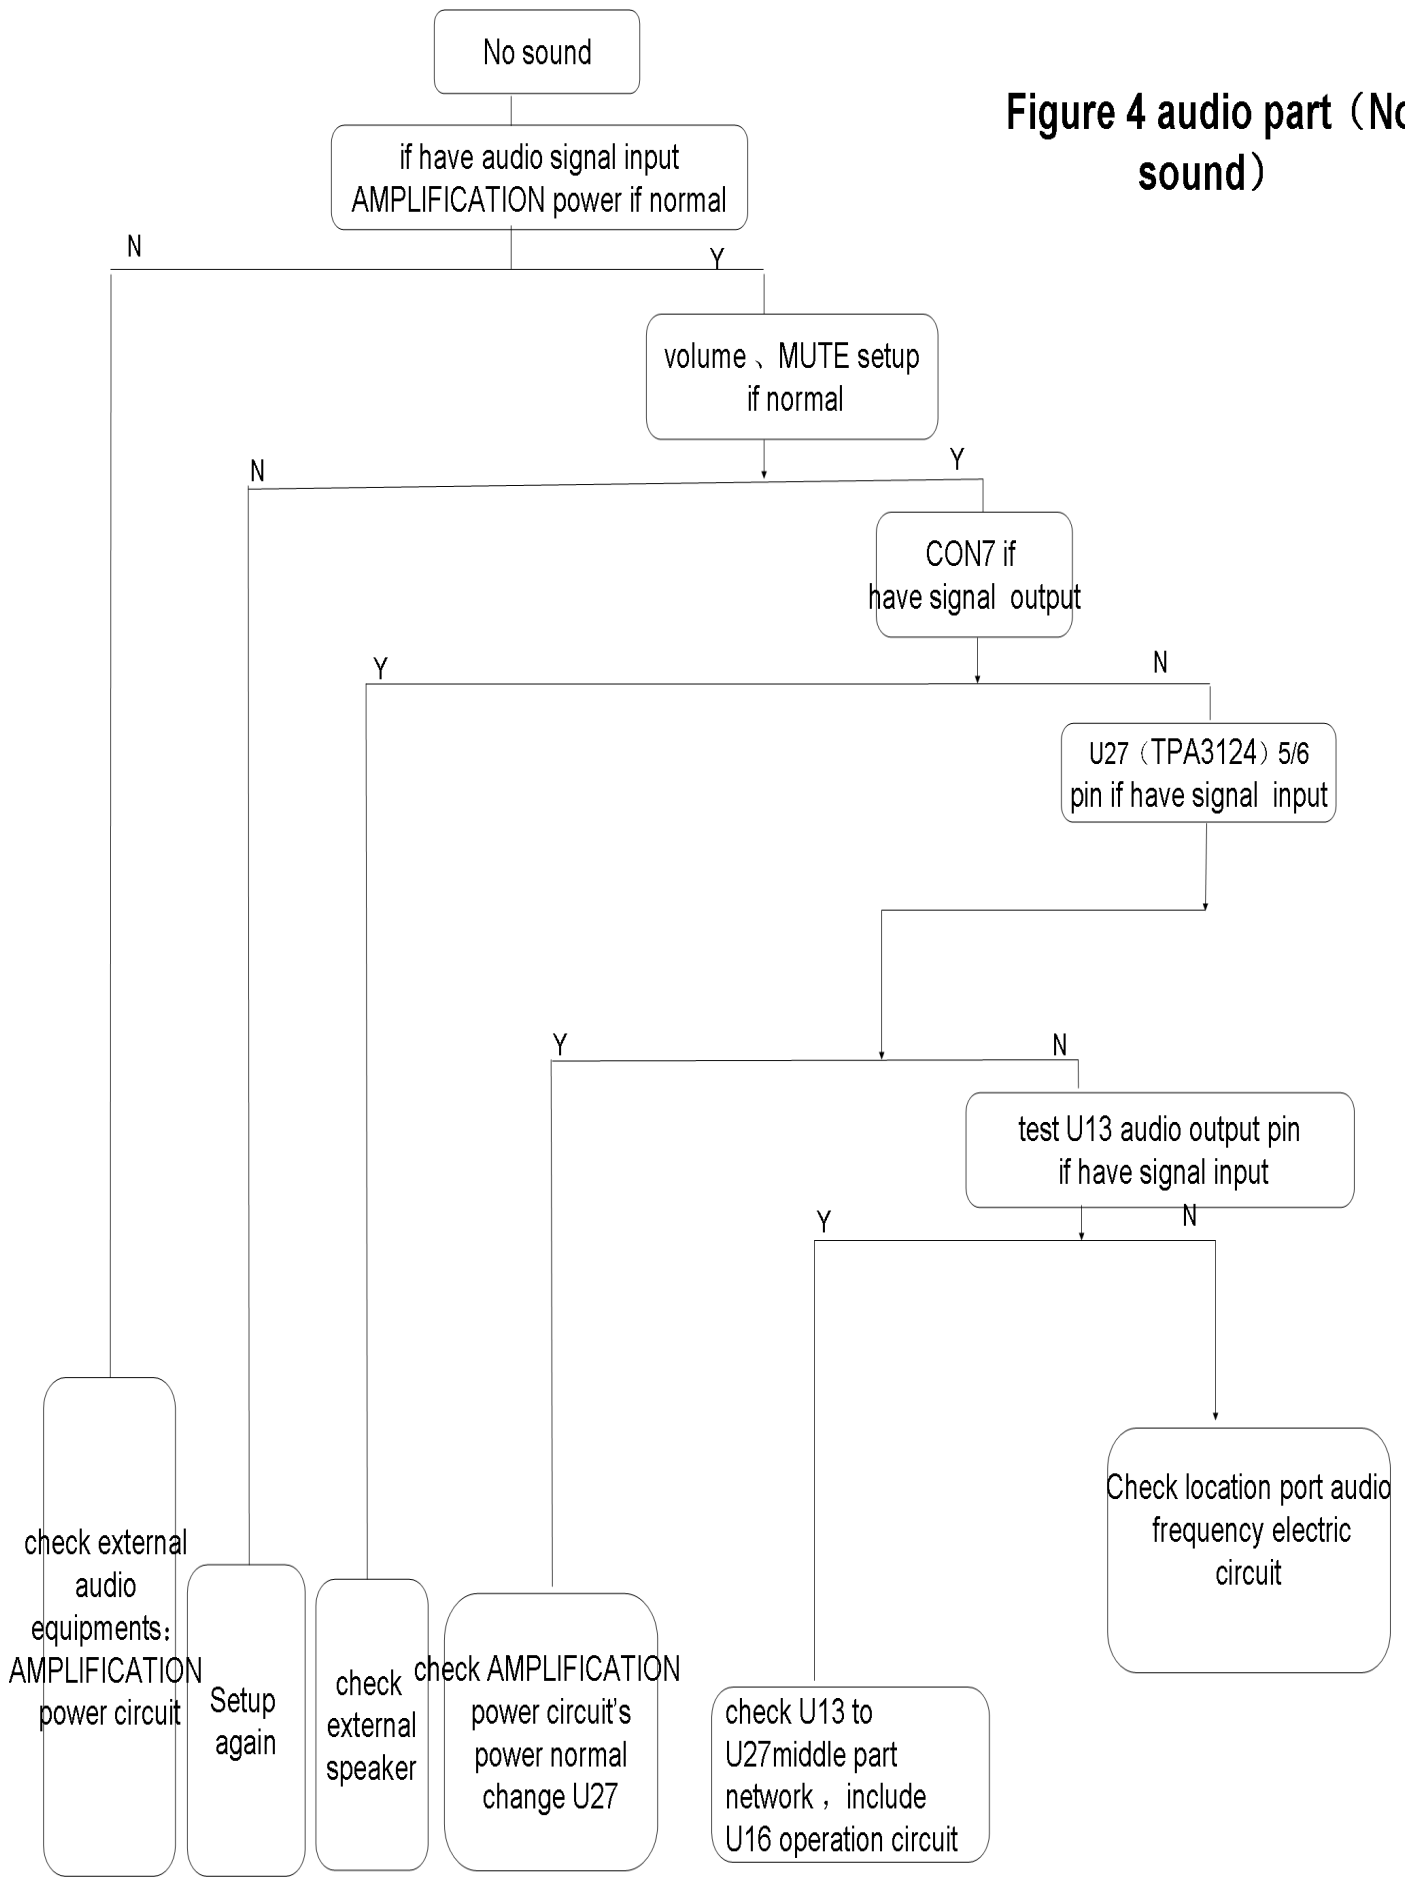 No sound
Figure 4 audio part（No
sound）
if have audio signal input
AMPLIFICATION power if normal
N
Y
volume 、MUTE setup
if normal
N
Y
CON7 if
have signal output
Y
N
U27（TPA3124）5/6
pin if have signal input
Y
N
test U13 audio output pin
if have signal input
Y
N
Check location port audio
frequency electric
circuit
check external
audio
equipments：
AMPLIFICATION
power circuit
Setup
again
check
external
speaker
check AMPLIFICATION
power circuit’s
power normal
change U27
check U13 to
U27middle part
network ，include
U16 operation circuit